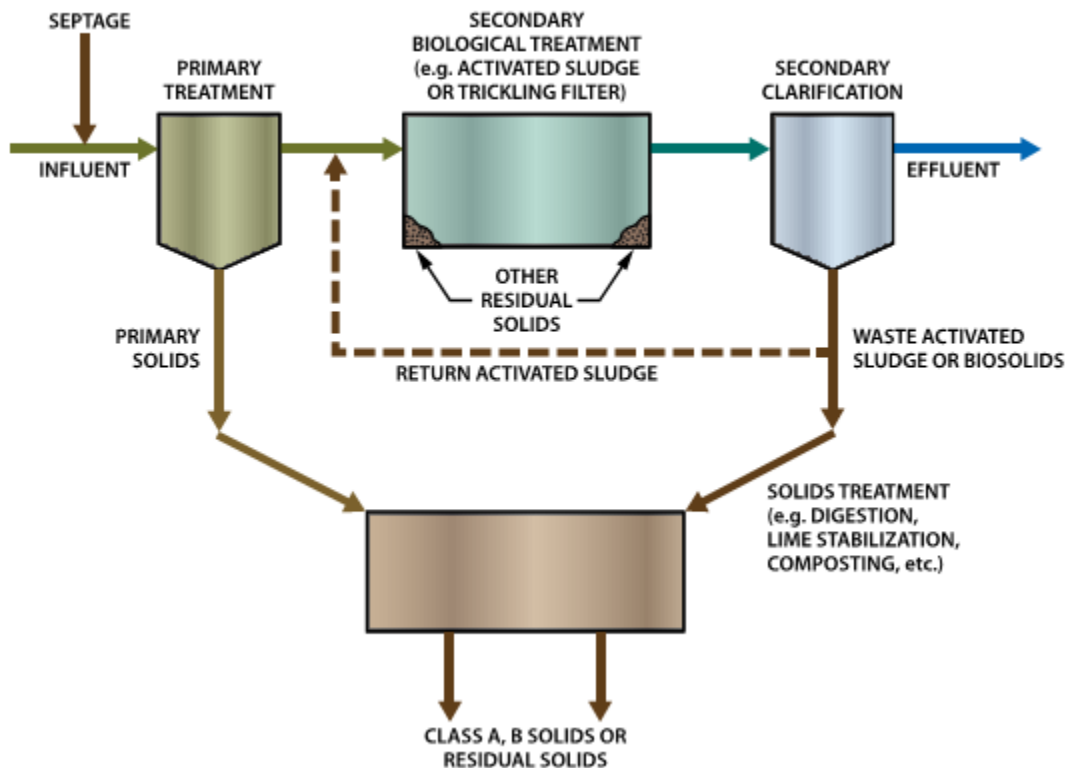 SEPTAGE
PRIMARY
TREATMENT
SECONDARY
BIOLOGICAL TREATMENT
(e.g. ACTIVATED SLUDGE
OR TRICKLING FILTER)
SECONDARY
CLARIFICATION
INFLUENT
EFFLUENT
OTHER
RESIDUAL
SOLIDS
PRIMARY
SOLIDS
RETURN ACTIVATED SLUDGE
WASTE ACTIVATED
SLUDGE OR BIOSOLIDS
SOLIDS TREATMENT
(e.g. DIGESTION,
LIME STABILIZATION,
COMPOSTING, etc.)
CLASS A, B SOLIDS OR
RESIDUAL SOLIDS